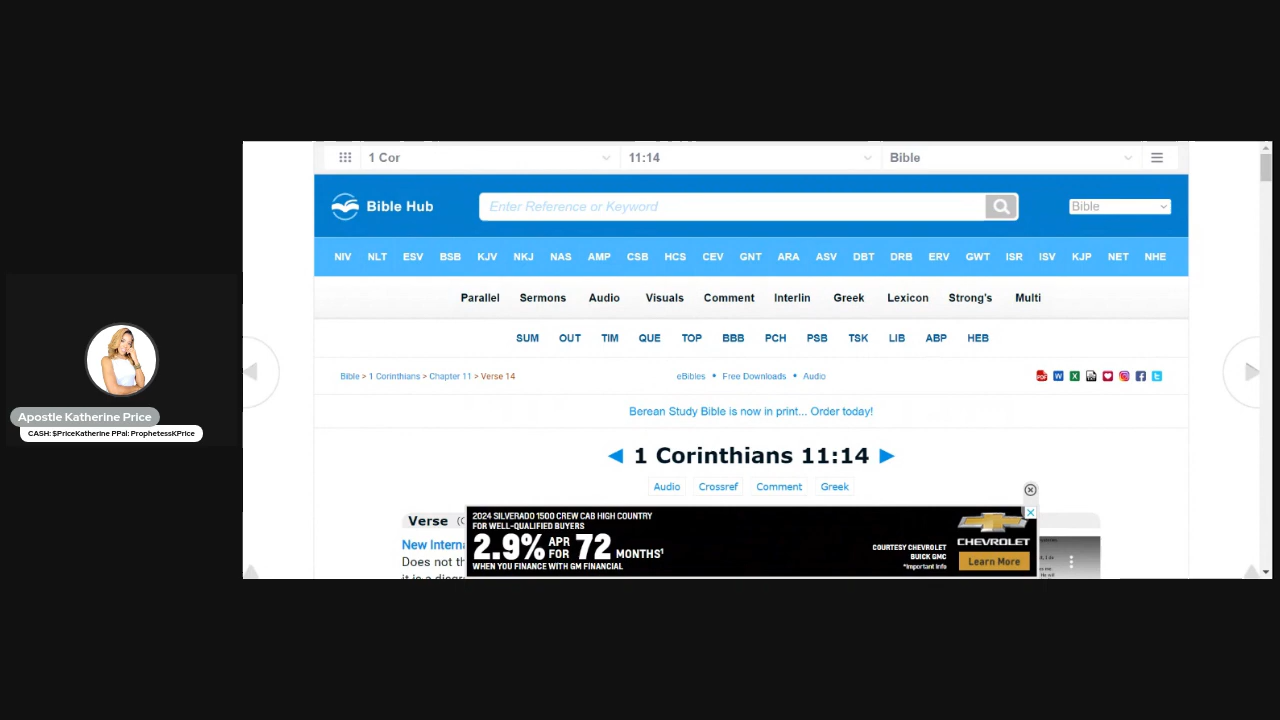 1 Cor 11:14 Bible
Bible Hub Enter Reference or Keyword Bible
NIV NLT ESV BSB KJV NKJ NAS AMP CSB HCS CEV GNT ARA ASV DBT DRB ERV GWT ISR ISV KJP NET NHE
Parallel Sermons Audio Visuals Comment Interlin Greek Lexicon Strong's Multi
SUM OUT TIM QUE TOP BBB PCH PSB TSK LIB ABP HEB
Bible > 1 Corinthians > Chapter 11 > Verse 14 eBibles • Free Downloads • Audio
Berean Study Bible is now in print... Order today!
◄ 1 Corinthians 11:14 ►
Audio Crossref Comment Greek
Verse
New Interna
Does not th
2024 SILVERADO 1500 CREW CAB HIGH COUNTRY
FOR WELL-QUALIFIED BUYERS
2.9% APR FOR 72 MONTHS¹
WHEN YOU FINANCE WITH GM FINANCIAL
COURTESY CHEVROLET
BUICK GMC
*Important Info
CHEVROLET
Learn More
Apostle Katherine Price
CASH: $PriceKatherine PPal: ProphetessKPrice